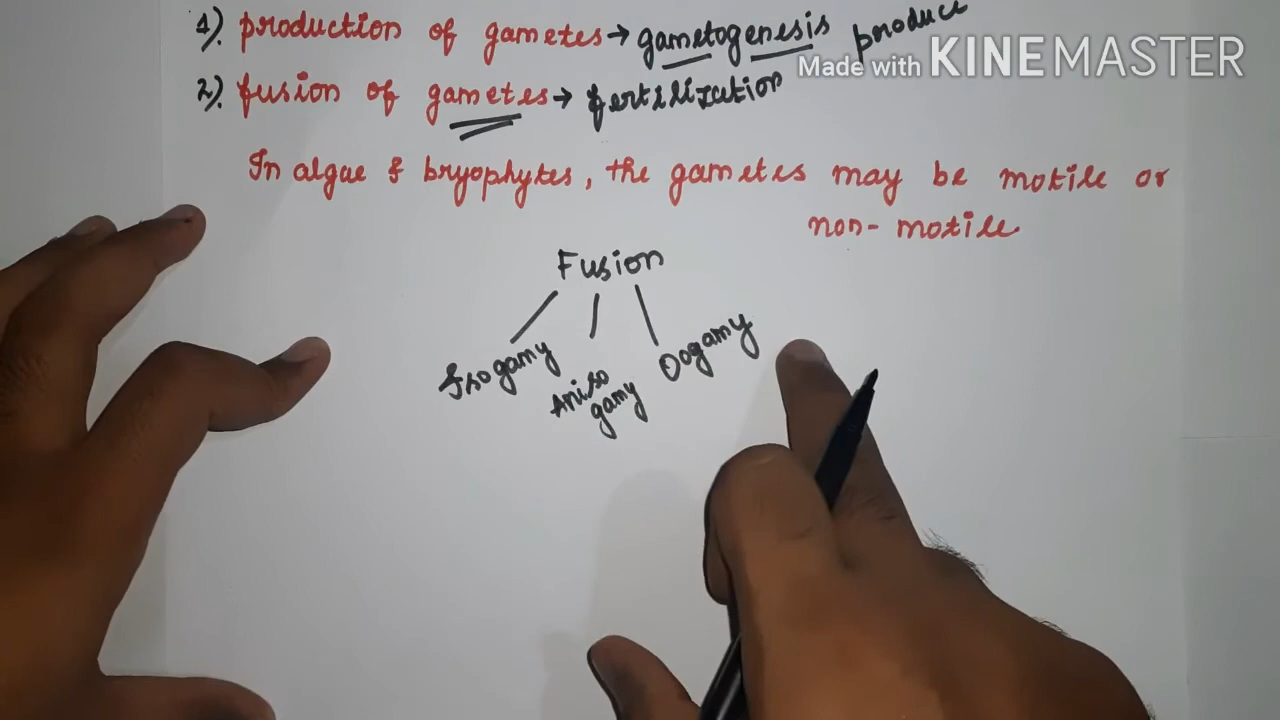 1). production of gametes → gametogenesis produce
Made with KINEMASTER
2). fusion of gametes → fertilization
In algae & bryophytes, the gametes may be motile or
non-motile
Fusion
Isogamy
Aniso
gamy
Oogamy